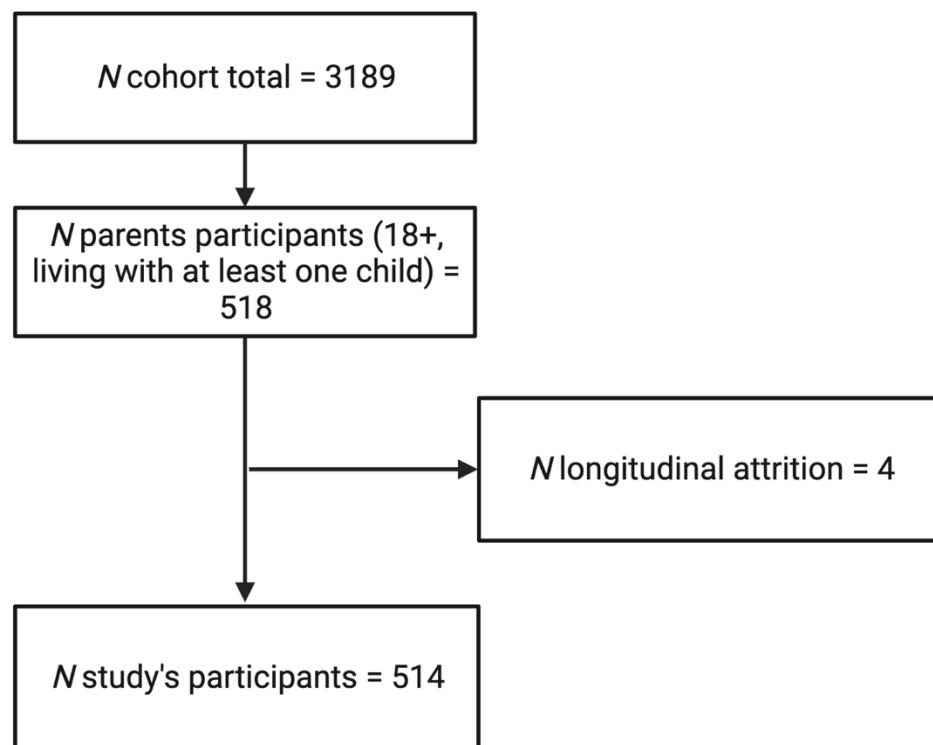 N cohort total = 3189
N parents participants (18+,
living with at least one child) =
518
N longitudinal attrition = 4
N study's participants = 514